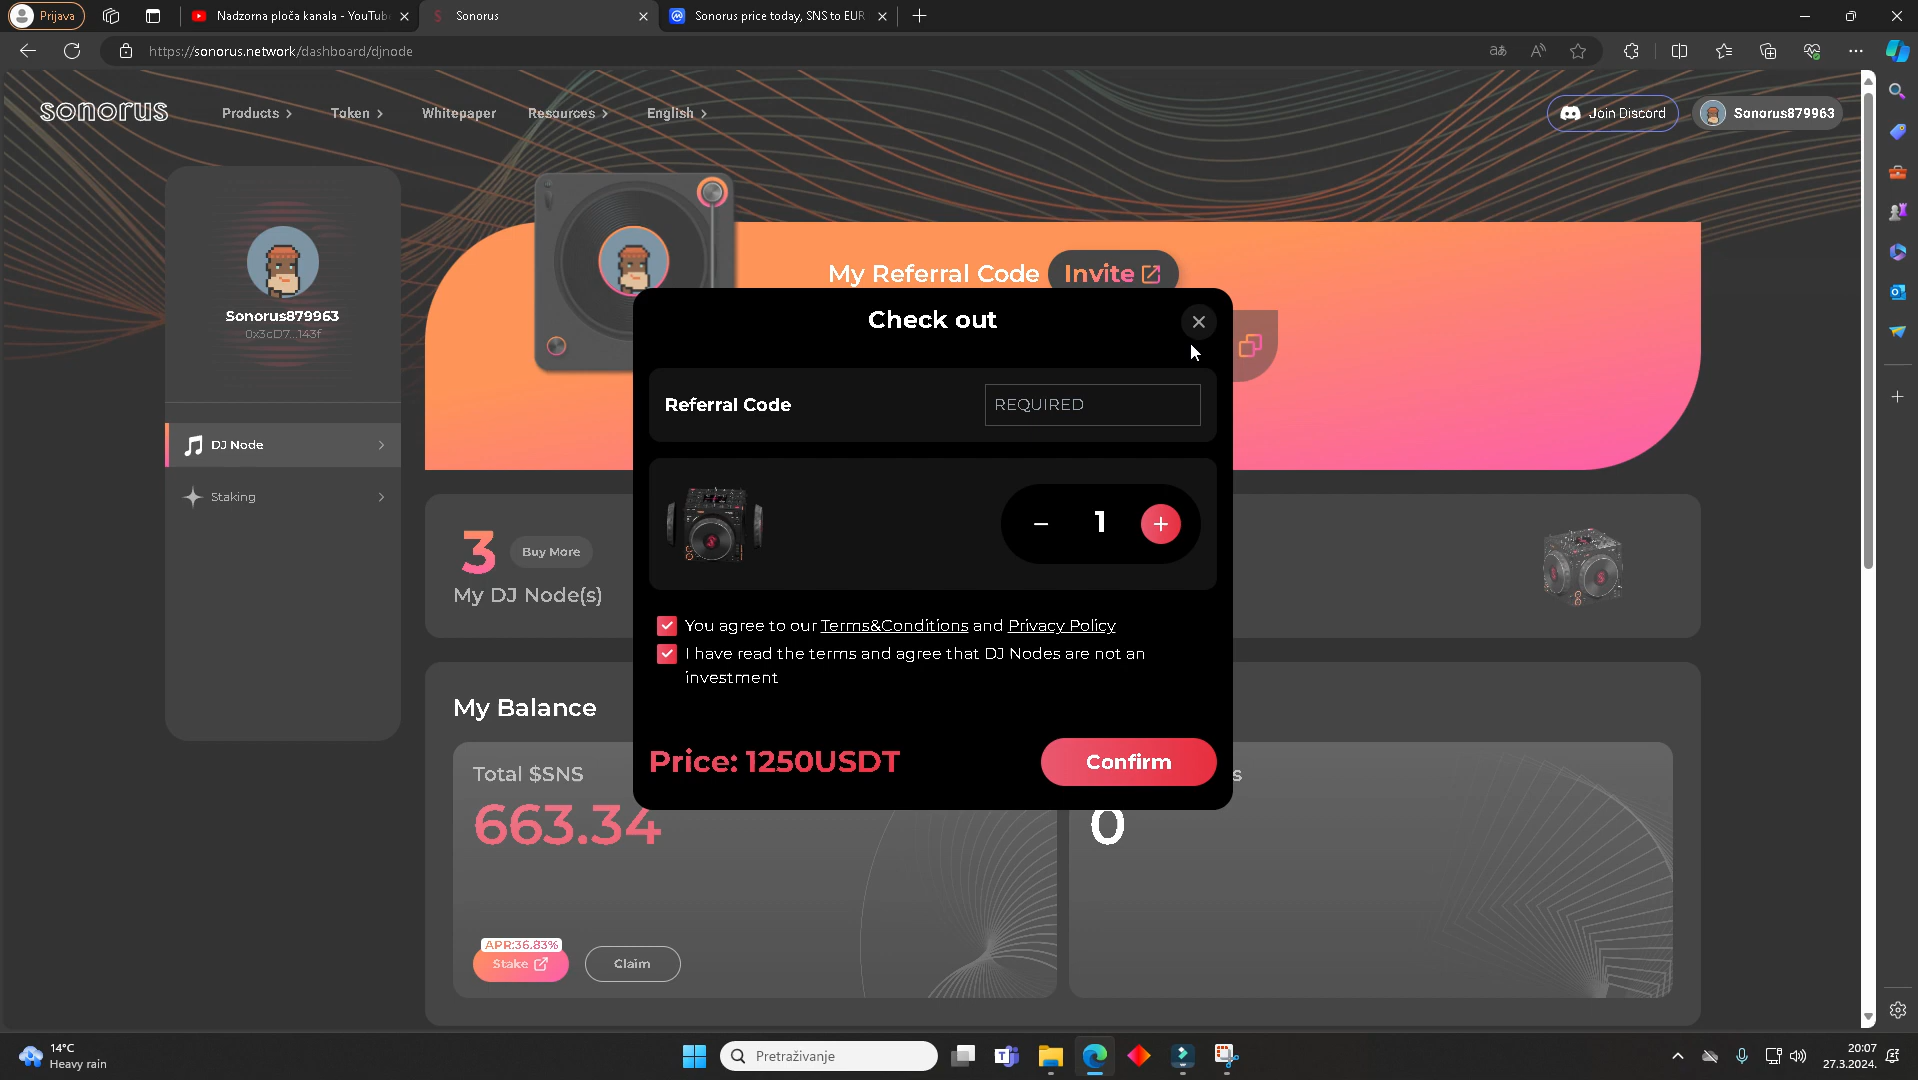 Prijava
Nadzorna ploča kanala - YouTub
Sonorus
Sonorus price today, SNS to EUR
https://sonorus.network/dashboard/djnode
sonorus
Products
Token
Whitepaper
Resources
English
Join Discord
Sonorus879963
Sonorus879963
0x3cD7...143f
DJ Node
Staking
My Referral Code
Invite
Check out
Referral Code
REQUIRED
1
3
Buy More
My DJ Node(s)
You agree to our Terms&Conditions and Privacy Policy
I have read the terms and agree that DJ Nodes are not an
investment
Price: 1250USDT
Confirm
My Balance
Total $SNS
663.34
s
0
APR:36.83%
Stake
Claim
14°C
Heavy rain
Pretraživanje
20:07
27.3.2024.